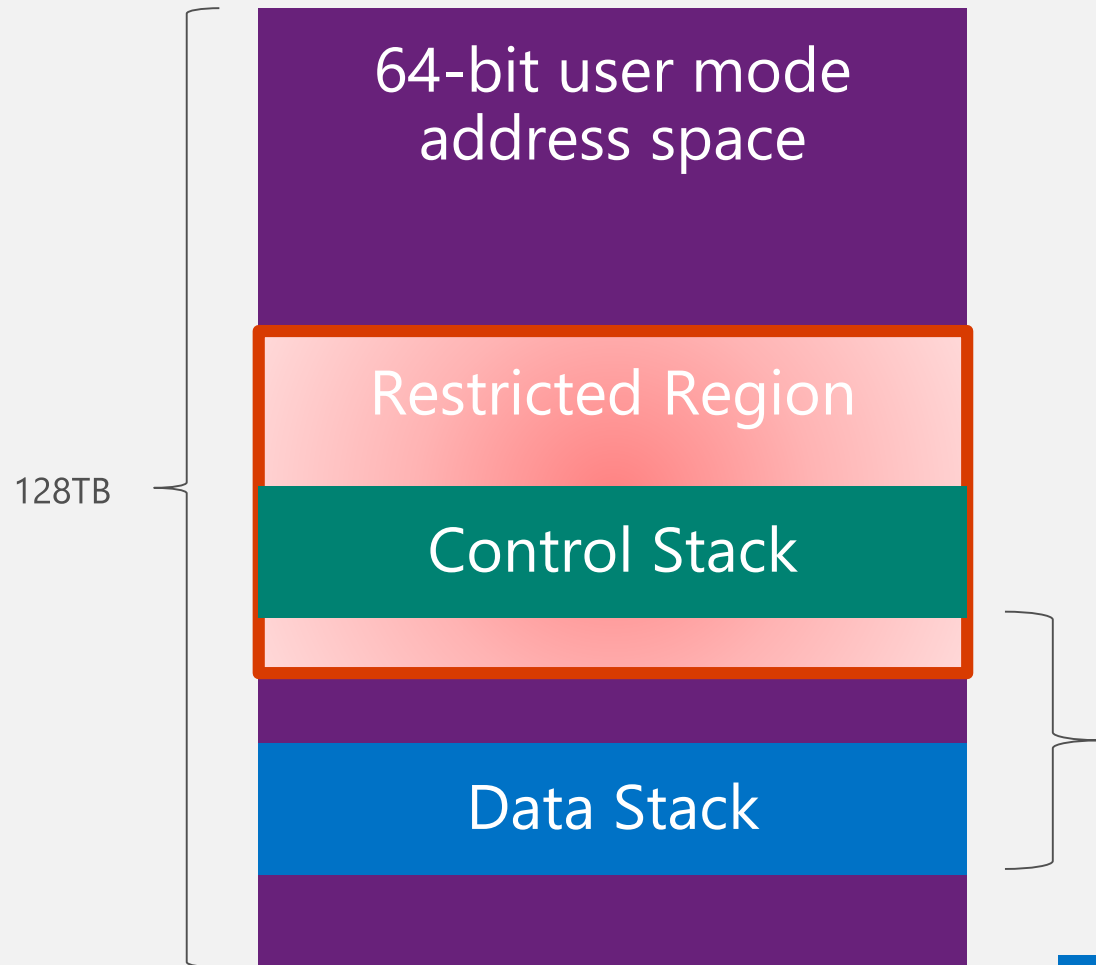 64-bit user mode
address space
Restricted Region
128TB
Control Stack
Data Stack